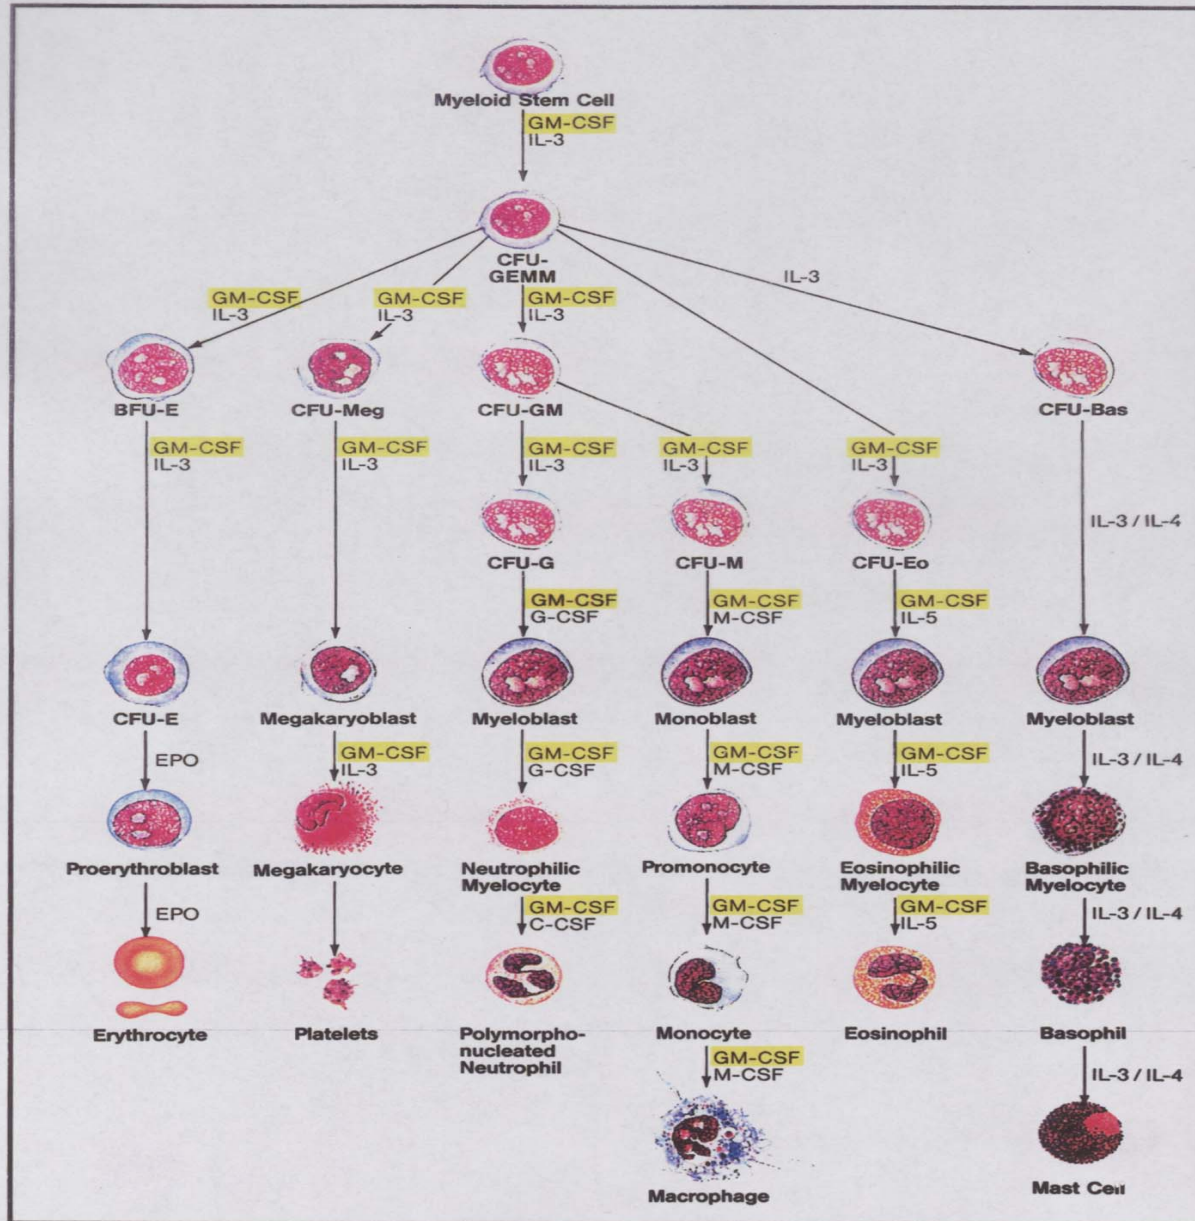 Myeloid Stem Cell
GM-CSF
IL-3
CFU-
GEMM
IL-3
GM-CSF
IL-3
GM-CSF
IL-3
GM-CSF
IL-3
BFU-E
CFU-Meg
CFU-GM
CFU-Bas
GM-CSF
IL-3
GM-CSF
IL-3
GM-CSF
IL-3
GM-CSF
IL-3
GM-CSF
IL-3
IL-3 / IL-4
CFU-G
CFU-M
CFU-Eo
GM-CSF
G-CSF
GM-CSF
M-CSF
GM-CSF
IL-5
CFU-E
Megakaryoblast
Myeloblast
Monoblast
Myeloblast
Myeloblast
EPO
GM-CSF
IL-3
GM-CSF
G-CSF
GM-CSF
M-CSF
GM-CSF
IL-5
IL-3 / IL-4
Proerythroblast
Megakaryocyte
Neutrophilic
Myelocyte
Promonocyte
Eosinophilic
Myelocyte
Basophilic
Myelocyte
EPO
GM-CSF
C-CSF
GM-CSF
M-CSF
GM-CSF
IL-5
IL-3 / IL-4
Erythrocyte
Platelets
Polymorpho-
nucleated
Neutrophil
Monocyte
Eosinophil
Basophil
GM-CSF
M-CSF
IL-3 / IL-4
Macrophage
Mast Cell